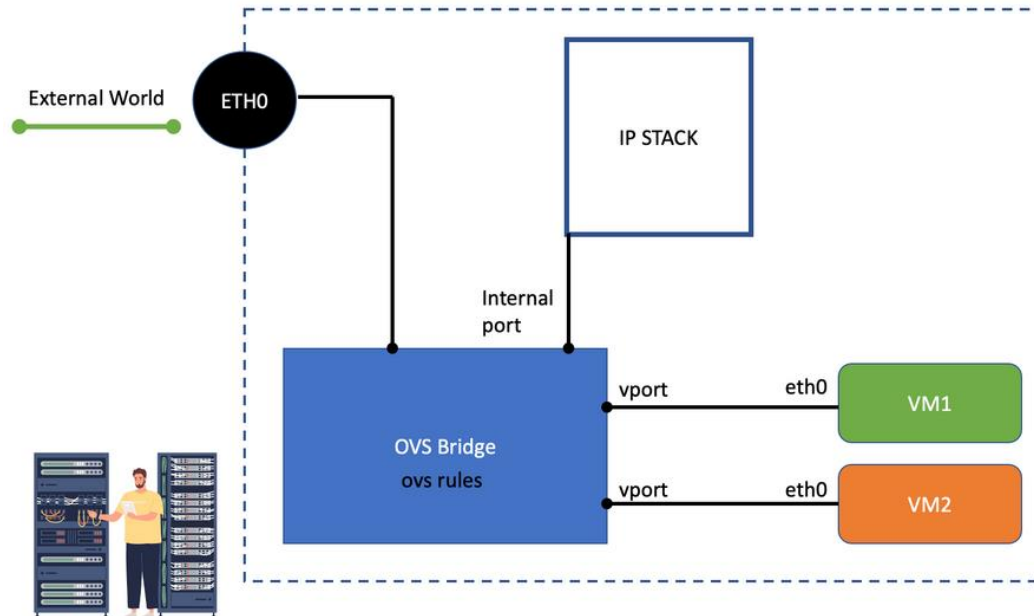 External World
ETH0
IP STACK
Internal
port
OVS Bridge
ovs rules
vport
eth0
VM1
vport
eth0
VM2